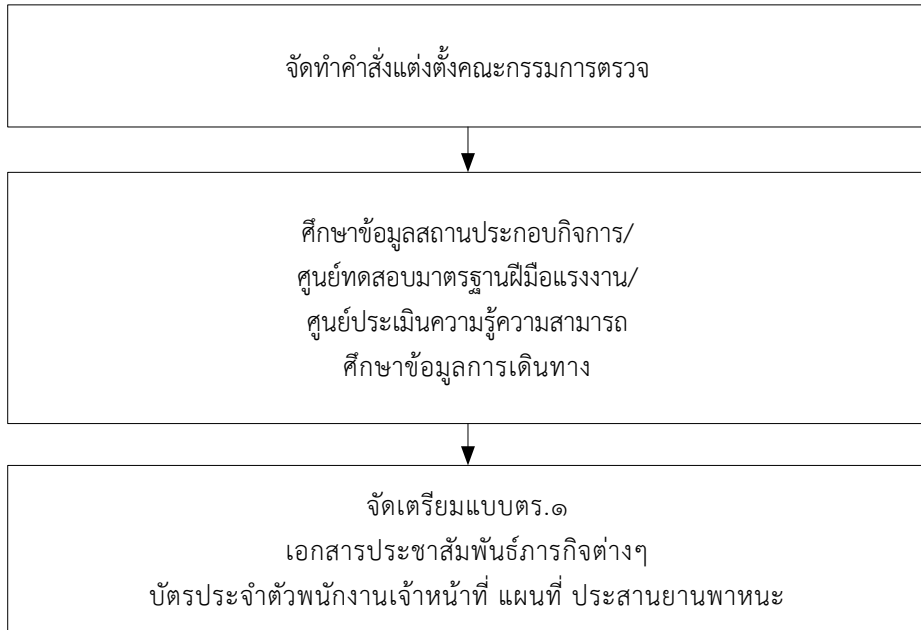 จัดทำคำสั่งแต่งตั้งคณะกรรมการตรวจ
ศึกษาข้อมูลสถานประกอบกิจการ/
ศูนย์ทดสอบมาตรฐานฝีมือแรงงาน/
ศูนย์ประเมินความรู้ความสามารถ
ศึกษาข้อมูลการเดินทาง
จัดเตรียมแบบตร.๑
เอกสารประชาสัมพันธ์ภารกิจต่างๆ
บัตรประจำตัวพนักงานเจ้าหน้าที่ แผนที่ ประสานยานพาหนะ